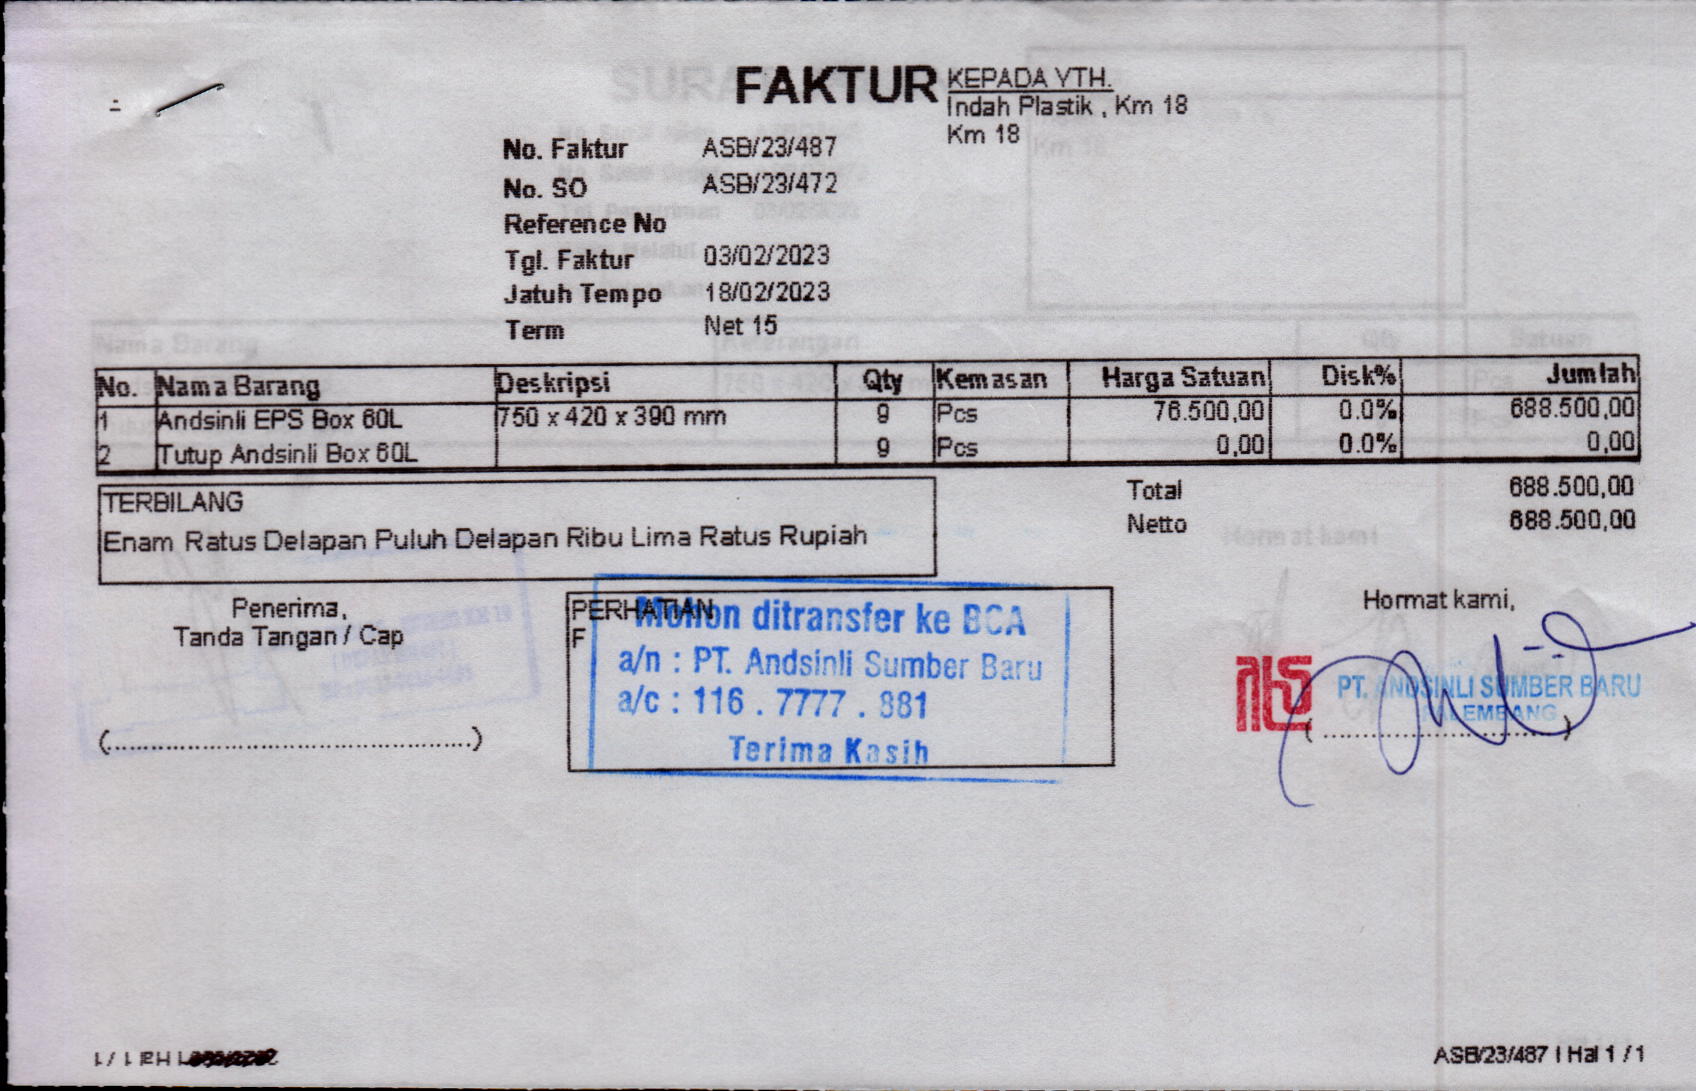 FAKTUR
KEPADA YTH.
Indah Plastik , Km 18
Km 18
No. Faktur ASB/23/487
No. SO ASB/23/472
Reference No
Tgl. Faktur 03/02/2023
Jatuh Tempo 18/02/2023
Term Net 15
No. Nama Barang Deskripsi Qty Kemasan Harga Satuan Disk% Jumlah
1 Andsinli EPS Box 60L 750 x 420 x 390 mm 9 Pcs 76.500,00 0.0% 688.500,00
2 Tutup Andsinli Box 60L 9 Pcs 0,00 0.0% 0,00
TERBILANG
Enam Ratus Delapan Puluh Delapan Ribu Lima Ratus Rupiah
Total 688.500,00
Netto 688.500,00
Penerima,
Tanda Tangan / Cap
(..............................................)
PERHATIAN
F
Mohon ditransfer ke BCA
a/n : PT. Andsinli Sumber Baru
a/c : 116 . 7777 . 881
Terima Kasih
Hormat kami,
PT. ANDSINLI SUMBER BARU
PALEMBANG
(..............................)
ASB/23/487 | Hal 1 / 1